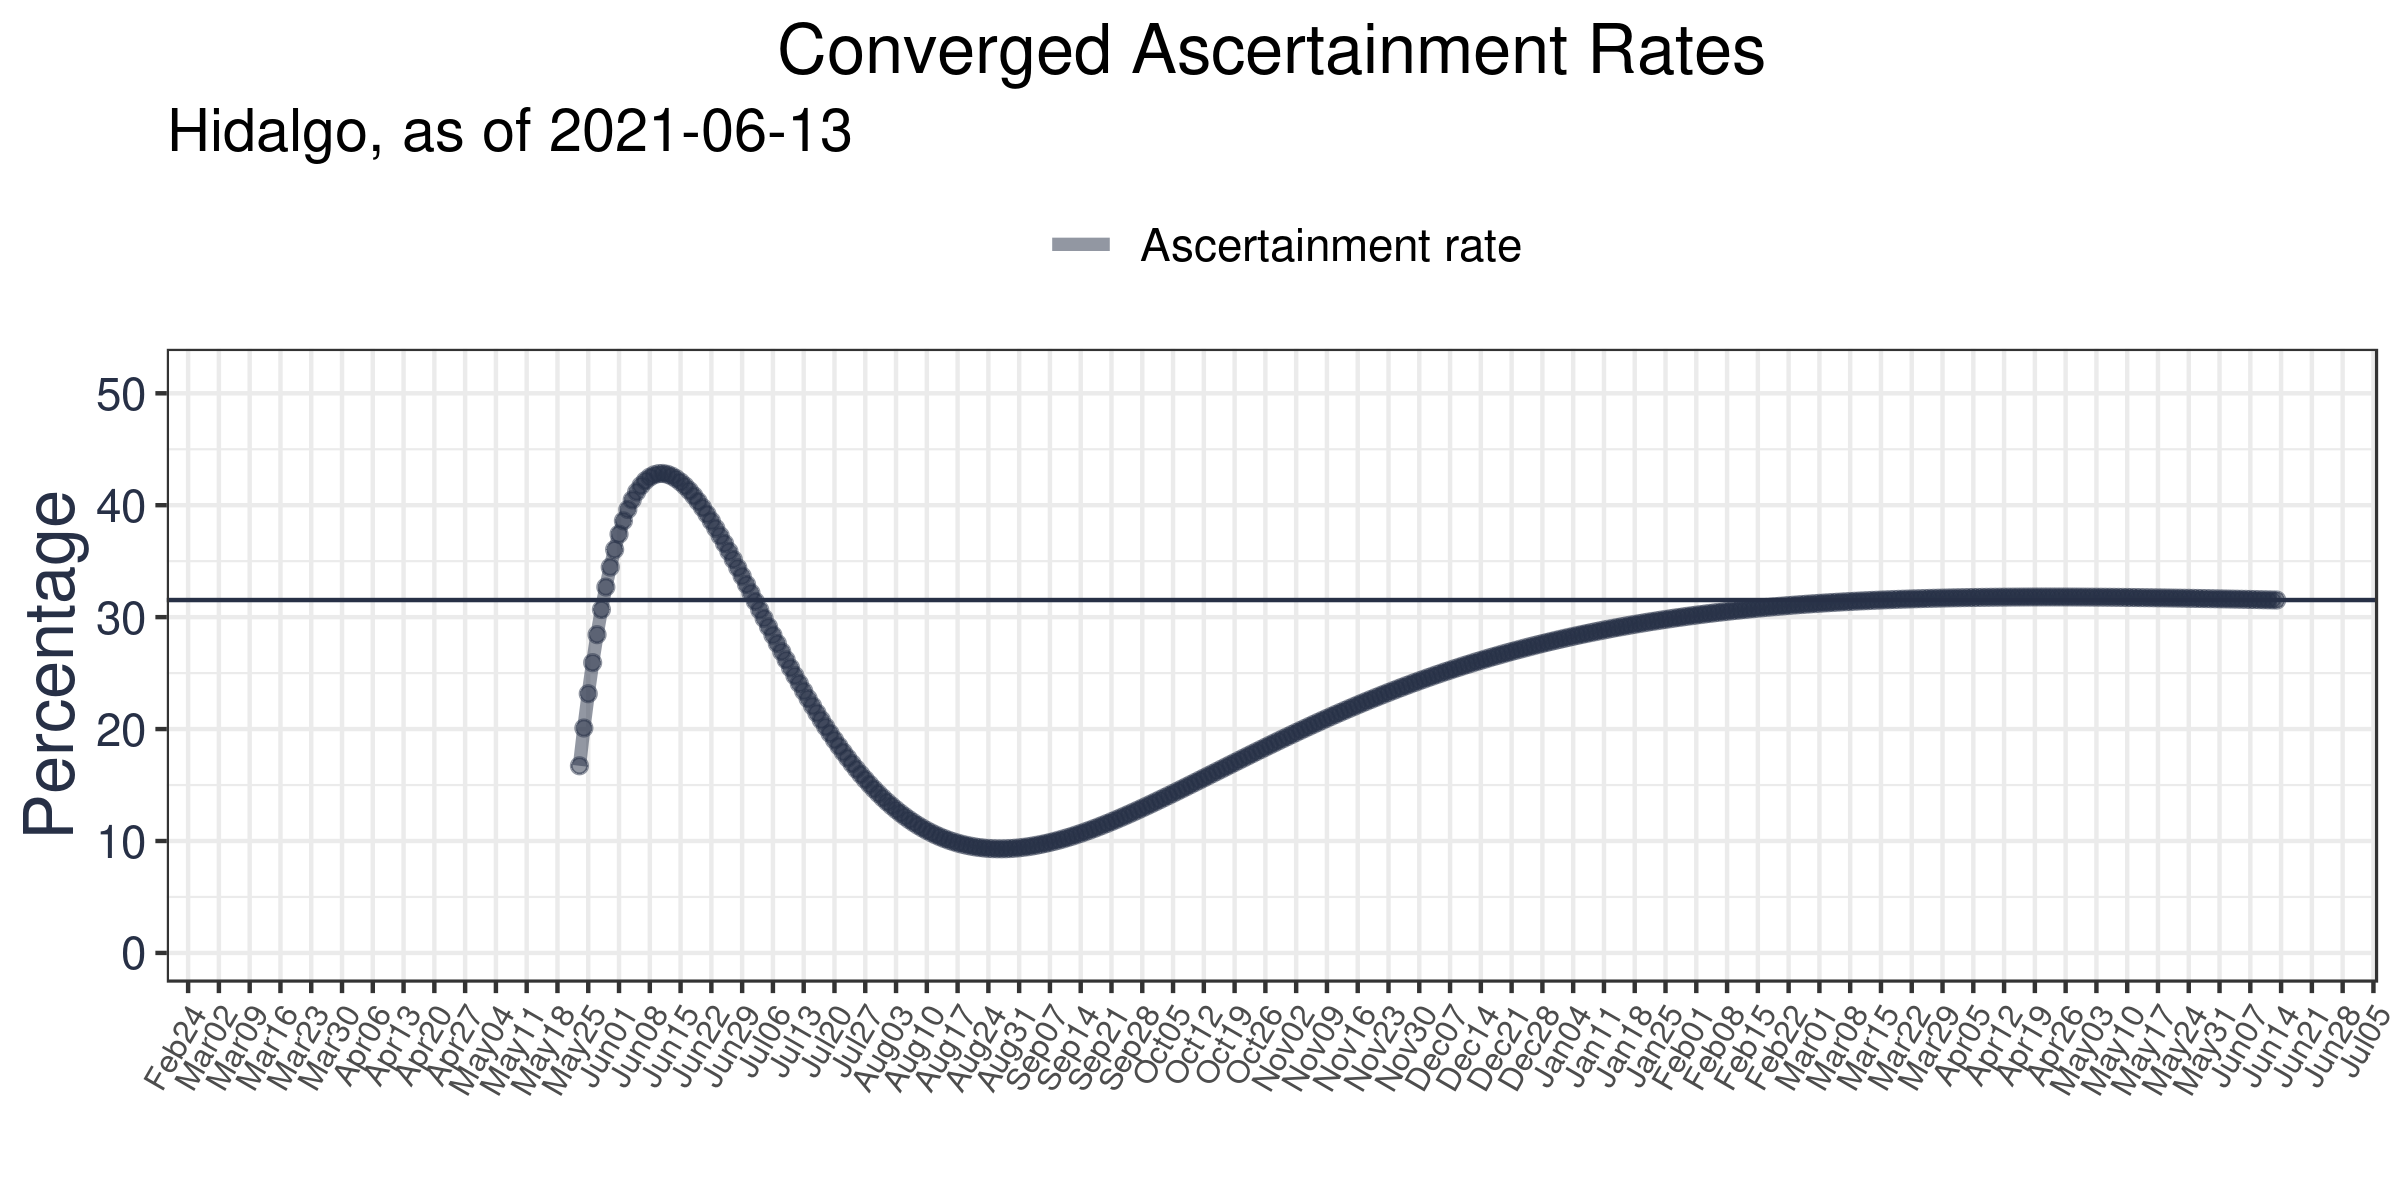 Converged Ascertainment Rates
Hidalgo, as of 2021-06-13
Ascertainment rate
Percentage
50
40
30
20
10
0
Feb24 Mar02 Mar09 Mar16 Mar23 Mar30 Apr06 Apr13 Apr20 Apr27 May04 May11 May18 May25 Jun01 Jun08 Jun15 Jun22 Jun29 Jul06 Jul13 Jul20 Jul27 Aug03 Aug10 Aug17 Aug24 Aug31 Sep07 Sep14 Sep21 Sep28 Oct05 Oct12 Oct19 Oct26 Nov02 Nov09 Nov16 Nov23 Nov30 Dec07 Dec14 Dec21 Dec28 Jan04 Jan11 Jan18 Jan25 Feb01 Feb08 Feb15 Feb22 Mar01 Mar08 Mar15 Mar22 Mar29 Apr05 Apr12 Apr19 Apr26 May03 May10 May17 May24 May31 Jun07 Jun14 Jun21 Jun28 Jul05